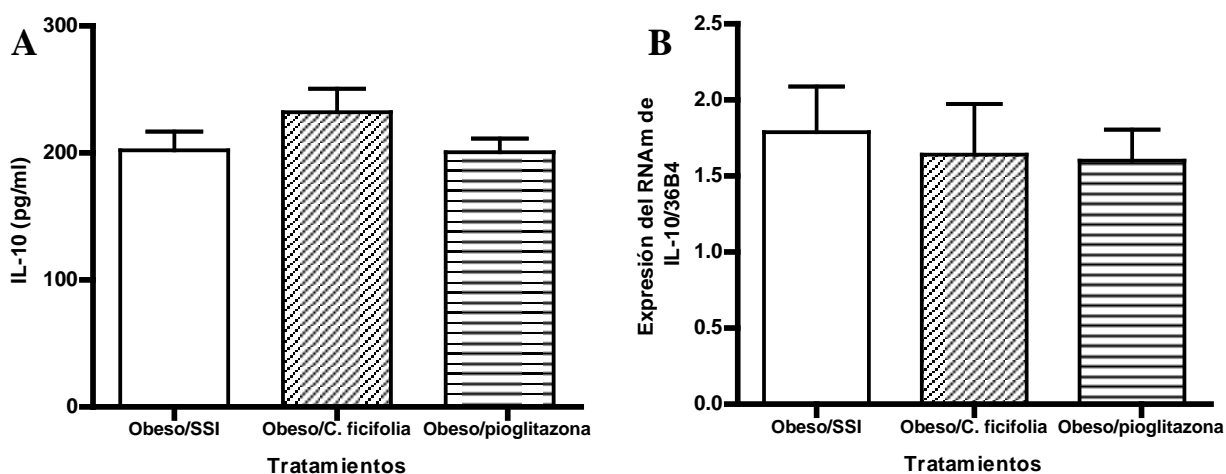 A
IL-10 (pg/ml)
300
200
100
0
Obeso/SSI
Obeso/C. ficifolia
Obeso/pioglitazona
Tratamientos
B
Expresión del RNAm de
IL-10/36B4
2.5
2.0
1.5
1.0
0.5
0.0
Obeso/SSI
Obeso/C. ficifolia
Obeso/pioglitazona
Tratamientos